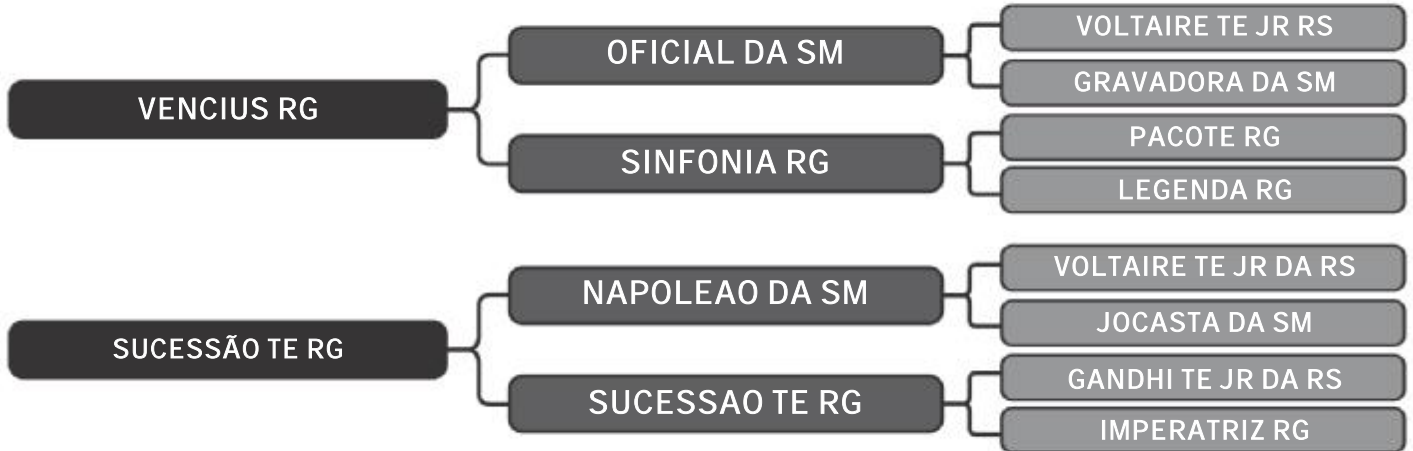 VENCIUS RG
OFICIAL DA SM
VOLTAIRE TE JR RS
GRAVADORA DA SM
SINFONIA RG
PACOTE RG
LEGENDA RG
SUCESSÃO TE RG
NAPOLEAO DA SM
VOLTAIRE TE JR DA RS
JOCASTA DA SM
SUCESSAO TE RG
GANDHI TE JR DA RS
IMPERATRIZ RG